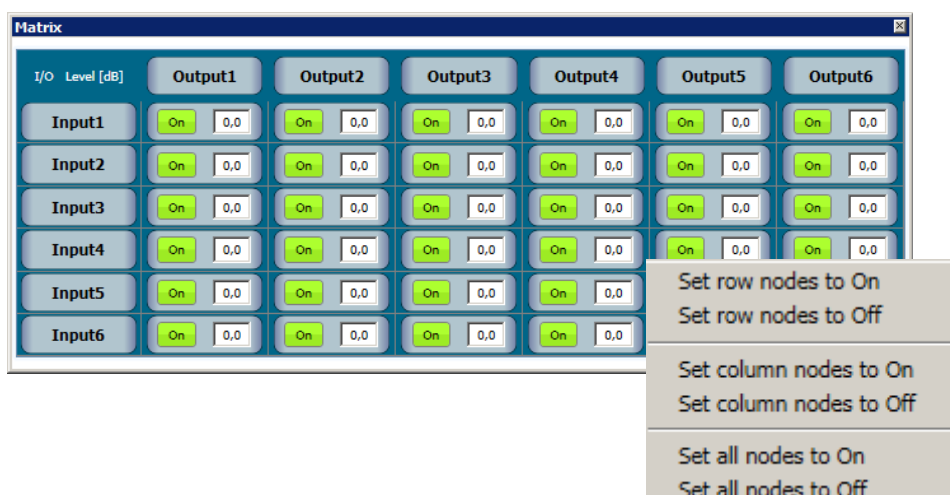 Matrix
I/O Level [dB] Output1 Output2 Output3 Output4 Output5 Output6
Input1 On 0,0 On 0,0 On 0,0 On 0,0 On 0,0 On 0,0
Input2 On 0,0 On 0,0 On 0,0 On 0,0 On 0,0 On 0,0
Input3 On 0,0 On 0,0 On 0,0 On 0,0 On 0,0 On 0,0
Input4 On 0,0 On 0,0 On 0,0 On 0,0 On 0,0 On 0,0
Input5 On 0,0 On 0,0 On 0,0 On 0,0
Input6 On 0,0 On 0,0 On 0,0 On 0,0
Set row nodes to On
Set row nodes to Off
Set column nodes to On
Set column nodes to Off
Set all nodes to On
Set all nodes to Off